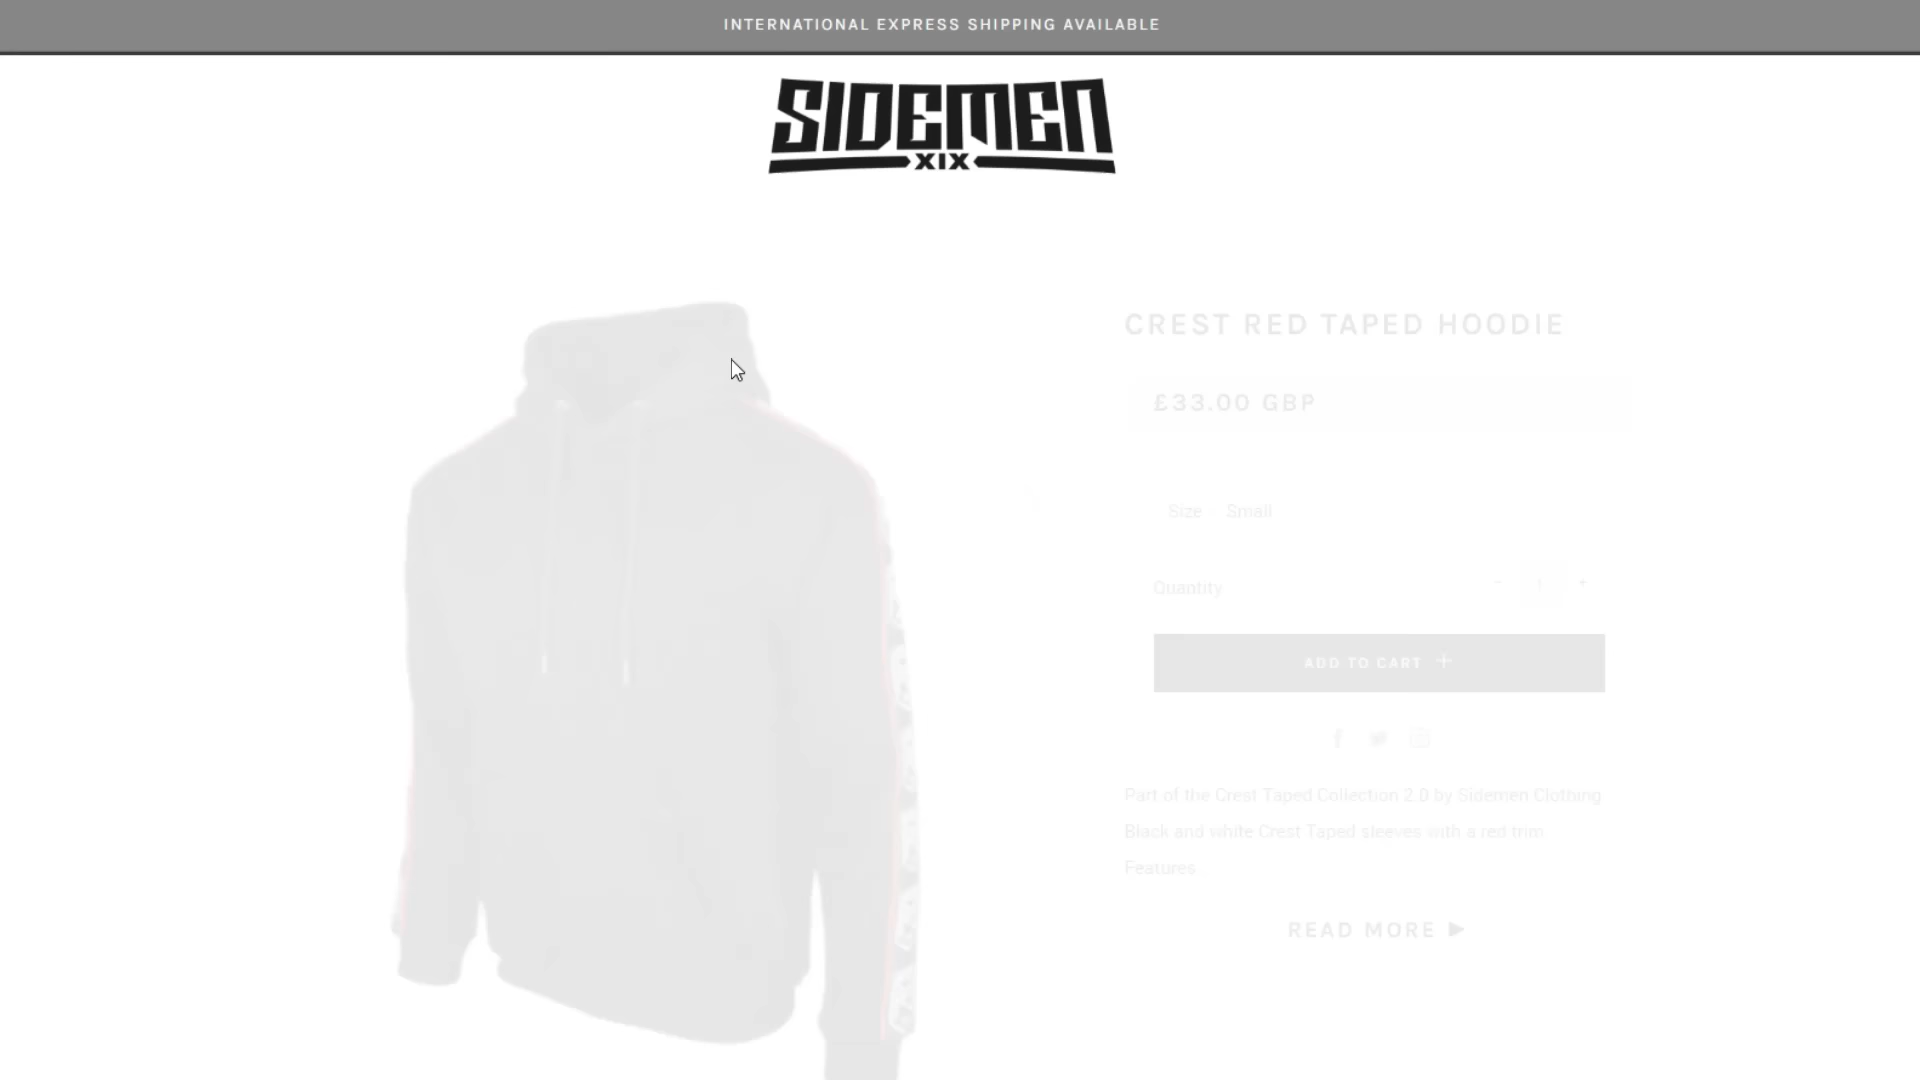 INTERNATIONAL EXPRESS SHIPPING AVAILABLE
SIDEMEN
XIX
CREST RED TAPED HOODIE
£33.00 GBP
Size - Small
Quantity - 1 +
ADD TO CART +
Part of the Crest Taped Collection 2.0 by Sidemen Clothing
Black and white Crest Taped sleeves with a red trim
Features
READ MORE ►